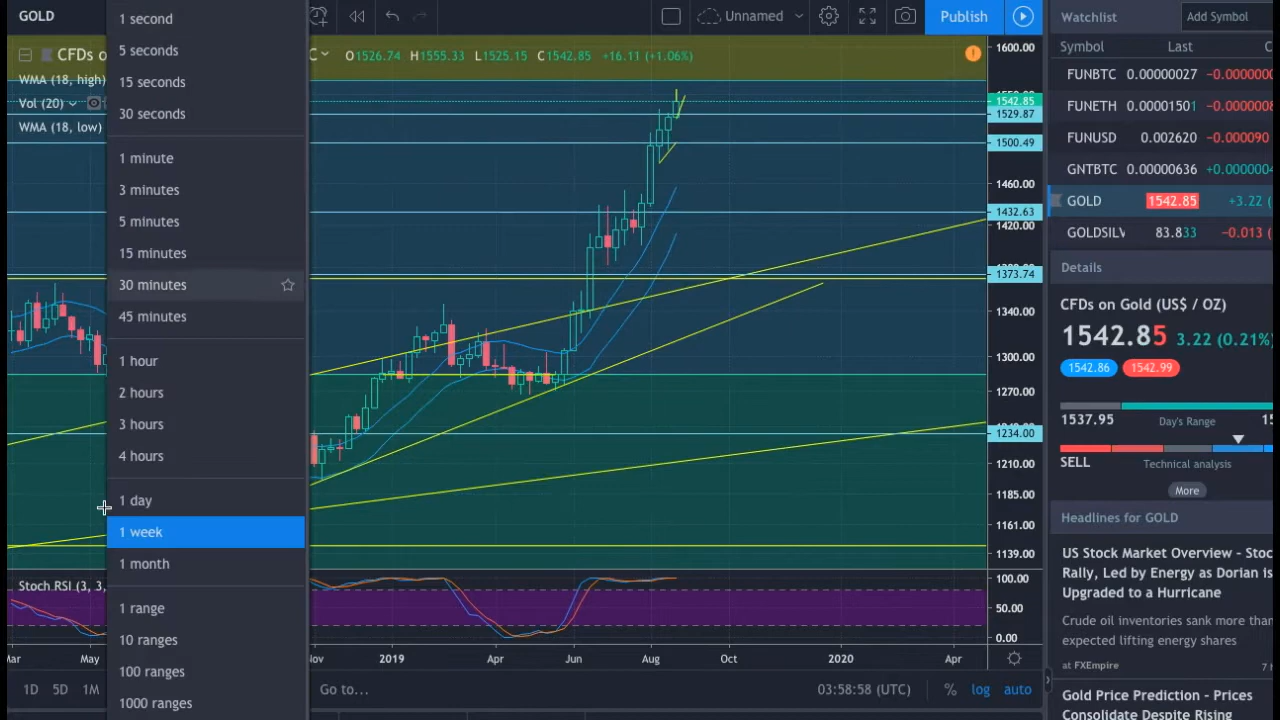 GOLD
Unnamed
Publish
CFDs o
C
O1526.74 H1555.33 L1525.15 C1542.85 +16.11 (+1.06%)
WMA (18, high)
Vol (20)
WMA (18, low)
1 second
5 seconds
15 seconds
30 seconds
1 minute
3 minutes
5 minutes
15 minutes
30 minutes
45 minutes
1 hour
2 hours
3 hours
4 hours
1 day
1 week
1 month
1 range
10 ranges
100 ranges
1000 ranges
1600.00
1542.85
1529.87
1500.49
1460.00
1432.63
1420.00
1373.74
1340.00
1300.00
1270.00
1234.00
1210.00
1185.00
1161.00
1139.00
Stoch RSI (3, 3,
100.00
50.00
0.00
Mar
May
Nov
2019
Apr
Jun
Aug
Oct
2020
Apr
1D 5D 1M
Go to...
03:58:58 (UTC)
%
log
auto
Watchlist
Add Symbol
Symbol Last C
FUNBTC 0.00000027 -0.0000000
FUNETH 0.00001501 -0.0000008
FUNUSD 0.002620 -0.000090
GNTBTC 0.00000636 +0.0000004
GOLD 1542.85 +3.22 (
GOLDSILV 83.833 -0.013 (
Details
CFDs on Gold (US$ / OZ)
1542.85 3.22 (0.21%)
1542.86 1542.99
1537.95 Day's Range 15
SELL Technical analysis
More
Headlines for GOLD
US Stock Market Overview - Stoc
Rally, Led by Energy as Dorian is
Upgraded to a Hurricane
Crude oil inventories sank more than
expected lifting energy shares
at FXEmpire 7 h
Gold Price Prediction - Prices
Consolidate Despite Rising